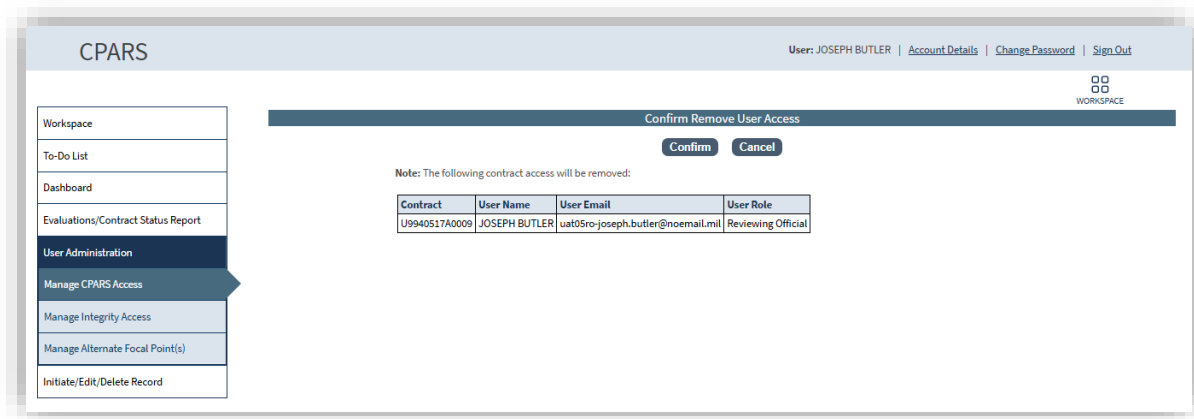 CPARS
User: JOSEPH BUTLER | Account Details | Change Password | Sign Out
WORKSPACE
Workspace
To-Do List
Dashboard
Evaluations/Contract Status Report
User Administration
Manage CPARS Access
Manage Integrity Access
Manage Alternate Focal Point(s)
Initiate/Edit/Delete Record
Confirm Remove User Access
Confirm Cancel
Note: The following contract access will be removed:
Contract User Name User Email User Role
U9940517A0009 JOSEPH BUTLER uat05ro-joseph.butler@noemail.mil Reviewing Official